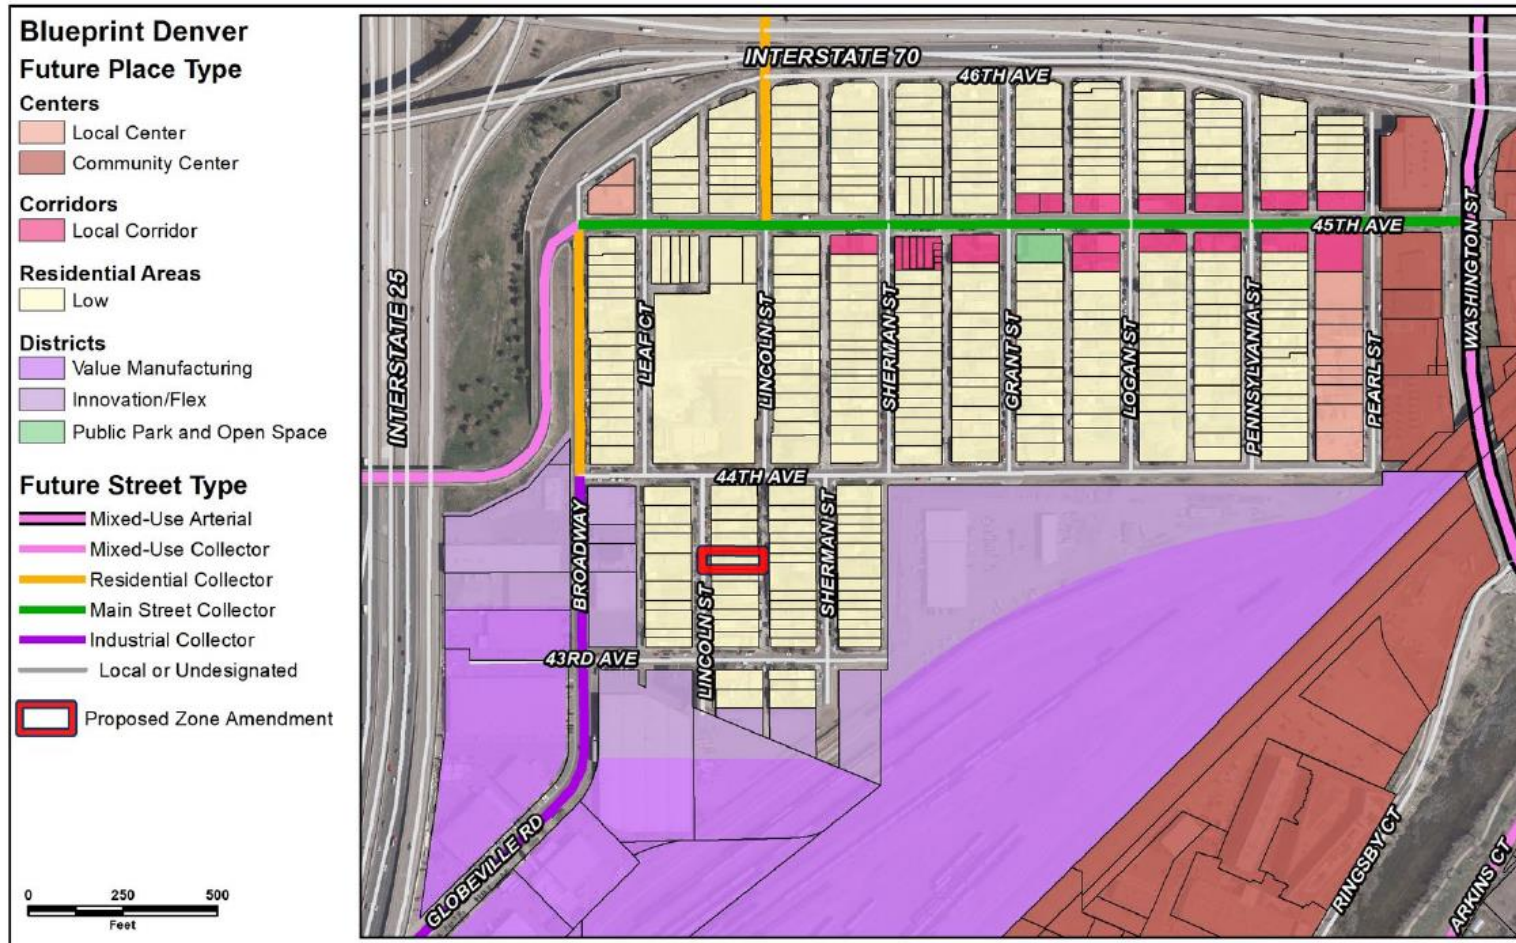 Blueprint Denver
Future Place Type
Centers
Local Center
Community Center
Corridors
Local Corridor
Residential Areas
Low
Districts
Value Manufacturing
Innovation/Flex
Public Park and Open Space
Future Street Type
Mixed-Use Arterial
Mixed-Use Collector
Residential Collector
Main Street Collector
Industrial Collector
Local or Undesignated
Proposed Zone Amendment
0 250 500
Feet
INTERSTATE 70
46TH AVE
45TH AVE
WASHINGTON ST
INTERSTATE 25
LEAF CT
LINCOLN ST
SHERMAN ST
GRANT ST
LOGAN ST
PENNSYLVANIA ST
PEARL ST
44TH AVE
BROADWAY
LINCOLN ST
SHERMAN ST
43RD AVE
GLOBEVILLE RD
RINGSBY CT
ARKINS CT